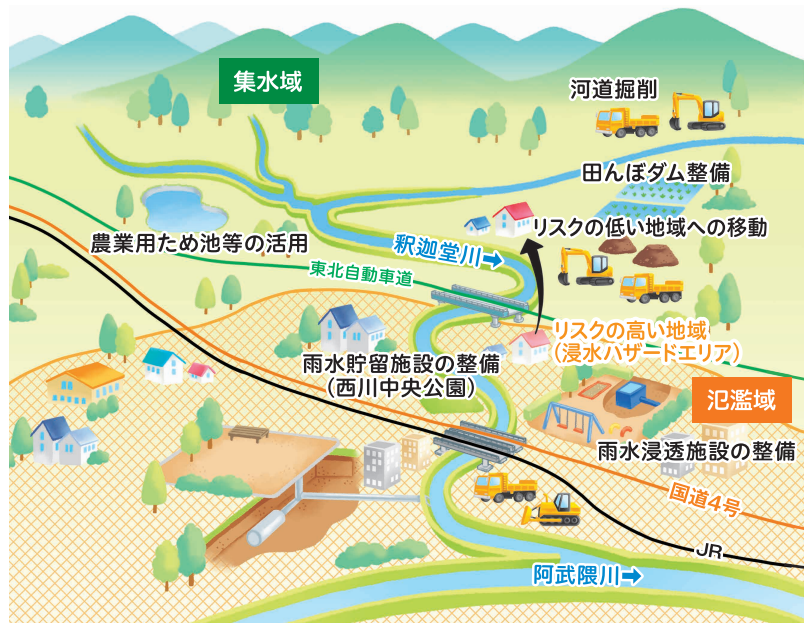 集水域
河道掘削
田んぼダム整備
リスクの低い地域への移動
農業用ため池等の活用
釈迦堂川→
東北自動車道
リスクの高い地域
（浸水ハザードエリア）
雨水貯留施設の整備
（西川中央公園）
氾濫域
雨水浸透施設の整備
国道4号
JR
阿武隈川→